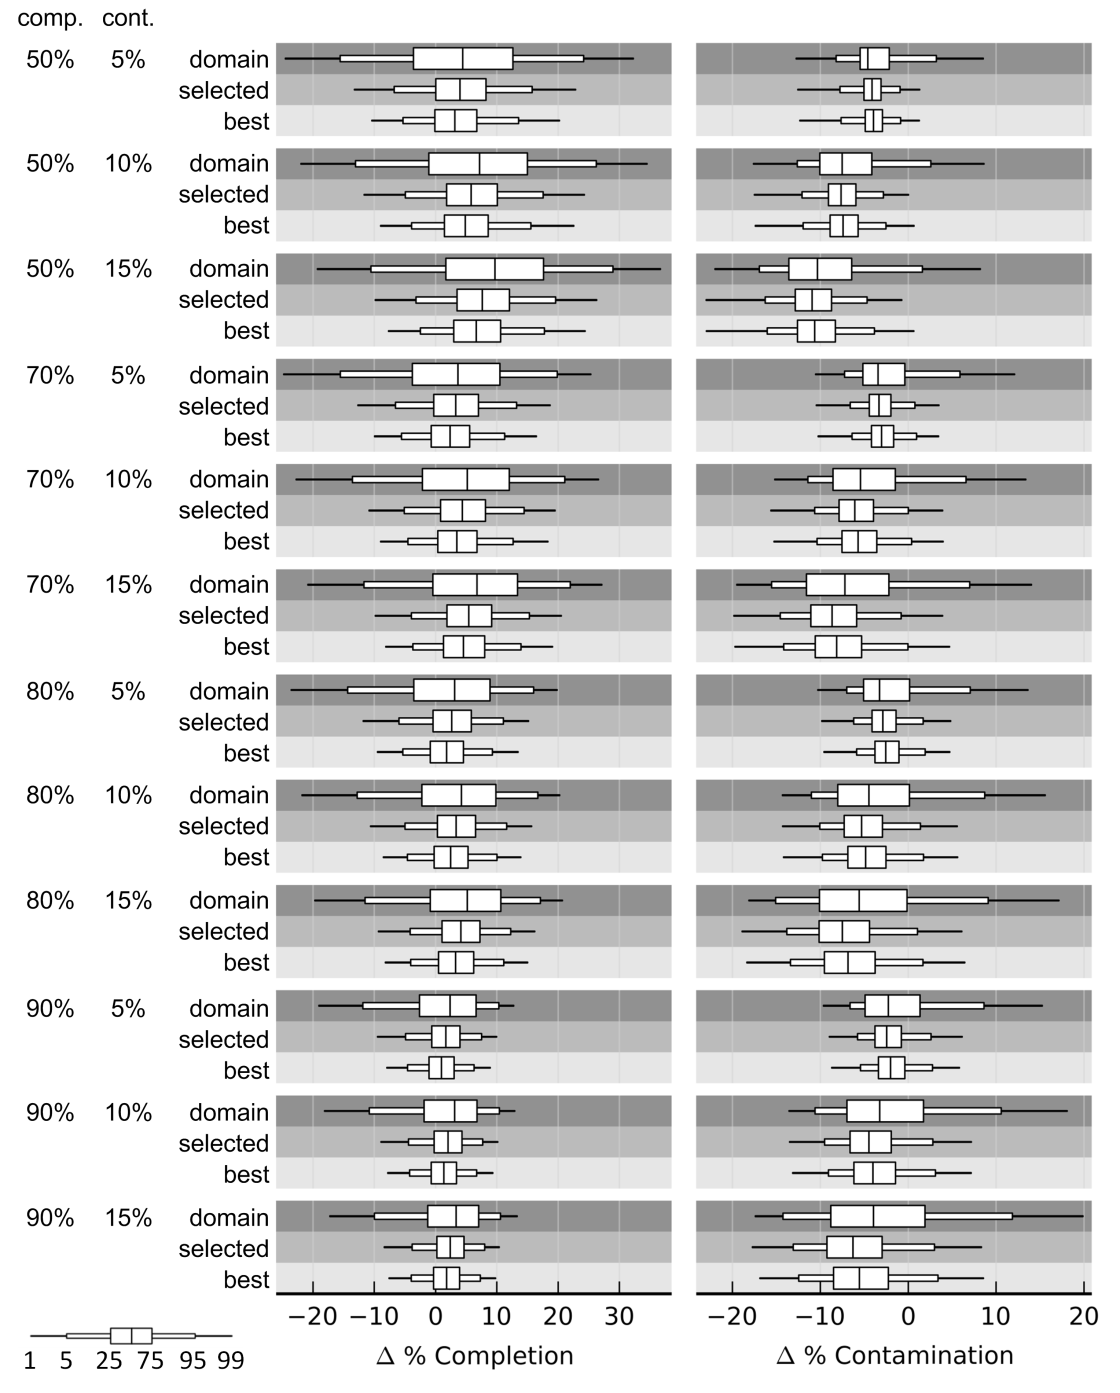 comp. cont.
50% 5% domain
selected
best
50% 10% domain
selected
best
50% 15% domain
selected
best
70% 5% domain
selected
best
70% 10% domain
selected
best
70% 15% domain
selected
best
80% 5% domain
selected
best
80% 10% domain
selected
best
80% 15% domain
selected
best
90% 5% domain
selected
best
90% 10% domain
selected
best
90% 15% domain
selected
best
−20 −10 0 10 20 30 −20 −10 0 10 20
1 5 25 75 95 99 Δ % Completion Δ % Contamination